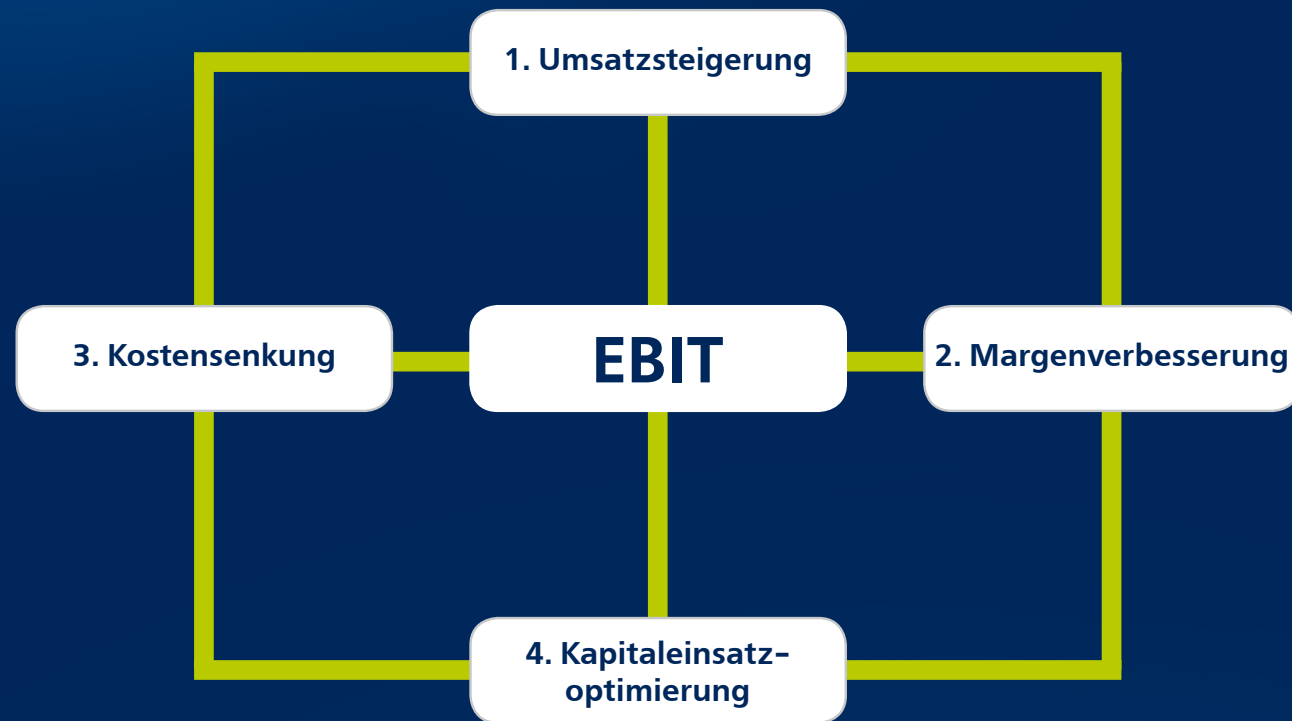 1. Umsatzsteigerung
3. Kostensenkung
EBIT
2. Margenverbesserung
4. Kapitaleinsatz-
optimierung